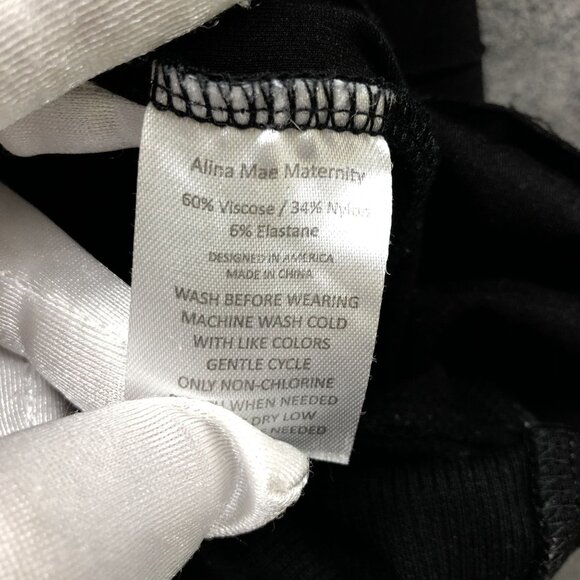 Alina Mae Maternity
60% Viscose / 34% Nylon
6% Elastane
DESIGNED IN AMERICA
MADE IN CHINA
WASH BEFORE WEARING
MACHINE WASH COLD
WITH LIKE COLORS
GENTLE CYCLE
ONLY NON-CHLORINE
WHEN NEEDED
DRY LOW
NEEDED